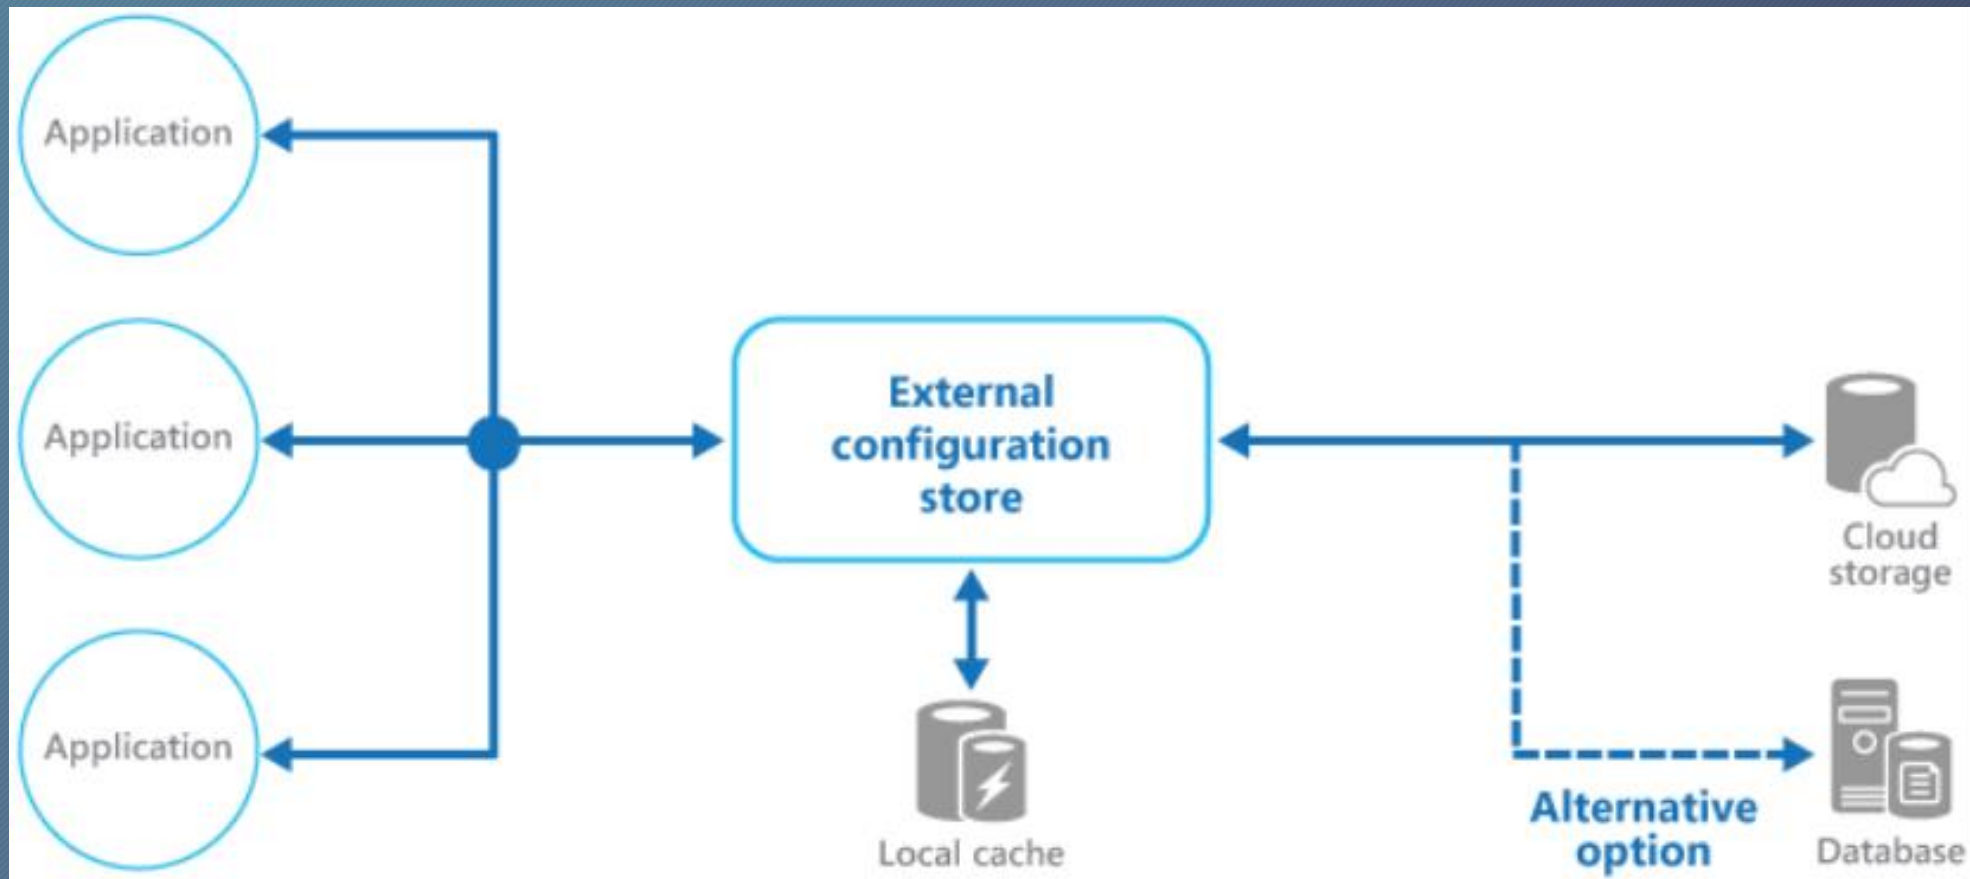 Application
Application
Application
External
configuration
store
Local cache
Cloud
storage
Alternative
option
Database